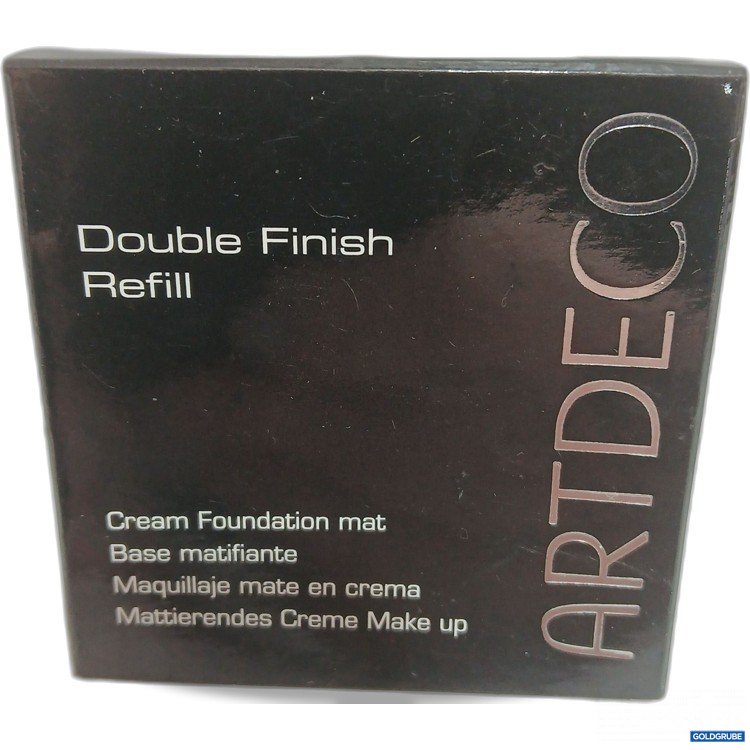 Double Finish
Refill
ARTDECO
Cream Foundation mat
Base matifiante
Maquillaje mate en crema
Mattierendes Creme Make up
GOLDGRUBE